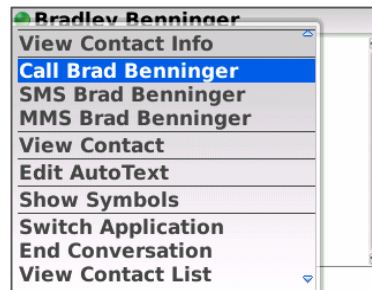 Bradley Benninger
View Contact Info
Call Brad Benninger
SMS Brad Benninger
MMS Brad Benninger
View Contact
Edit AutoText
Show Symbols
Switch Application
End Conversation
View Contact List